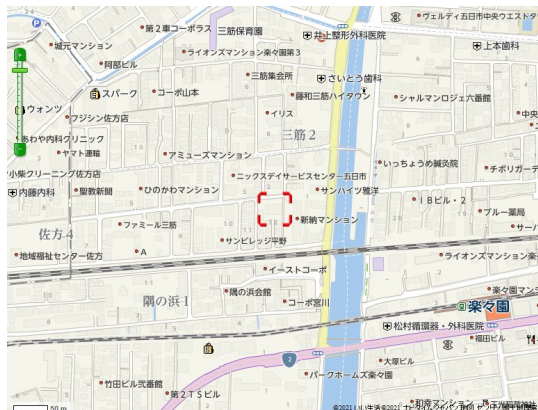 ヴェルディ五日市中央ウエストタ
第2車コーポラス
三筋保育園
井上整形外科医院
城元マンション
ライオンズマンション楽々園第3
上本歯科
阿部ビル
三筋集会所
さいとう歯科
スパーク
コーポ山本
藤和三筋ハイタウン
シャルマンロジェ六番館
ウォンツ
フジシン佐方店
イリス
中央
三筋2
あわや内科クリニック
ヤマト運輸
アミューズマンション
いっちょうめ鍼灸院
チボリガーデ
小柴クリーニング佐方店
ニックスデイサービスセンター五日市
内藤内科
聖教新聞
ひのかわマンション
サンハイツ雅洋
IBビル・2
ブルー薬局
ファミール三筋
新納マンション
佐方4
サンビレッジ平野
サーパ
地域福祉センター佐方
A
ライオンズマンション楽
イーストコーポ
隅の浜会館
楽々園マン
隅の浜1
コーポ宮川
楽々園
松村循環器・外科医院
福田ビル
2
大塚ビル
パークホームズ楽々園
竹田ビル弐番館
第2TSビル
和幸マンション
50 m